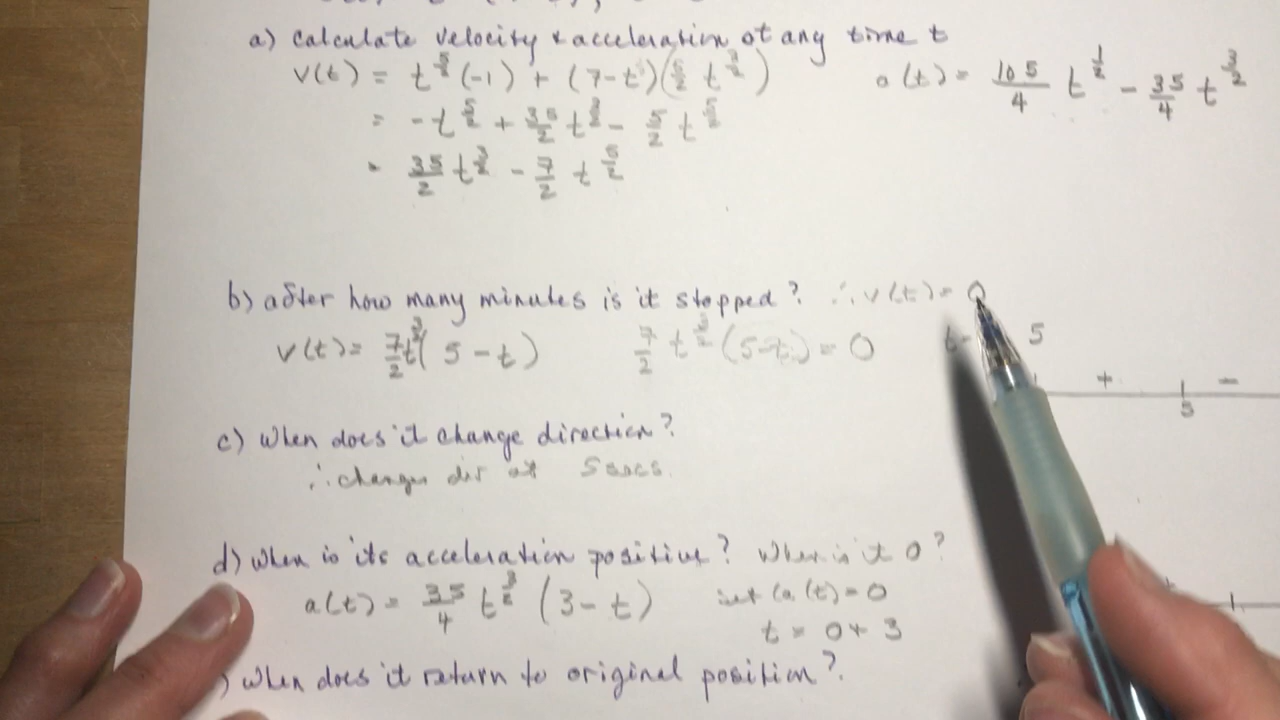 a) calculate velocity & acceleration at any time t
v(t) = t^5/2 (-1) + (7-t)(5/2 t^3/2) a(t) = 105/4 t^1/2 - 35/4 t^3/2
= -t^5/2 + 35/2 t^3/2 - 5/2 t^5/2
= 35/2 t^3/2 - 7/2 t^5/2
b) after how many minutes is it stopped? ∴ v(t) = 0
v(t) = 7/2 t^3/2 (5-t) 7/2 t^3/2 (5-t) = 0 t= 5
+ 5 -
c) When does it change direction?
∴ changes dir at 5 secs.
d) When is its acceleration positive? When is it 0?
a(t) = 35/4 t^3/2 (3-t) set (a(t) = 0
t = 0 + 3
) When does it return to original position?